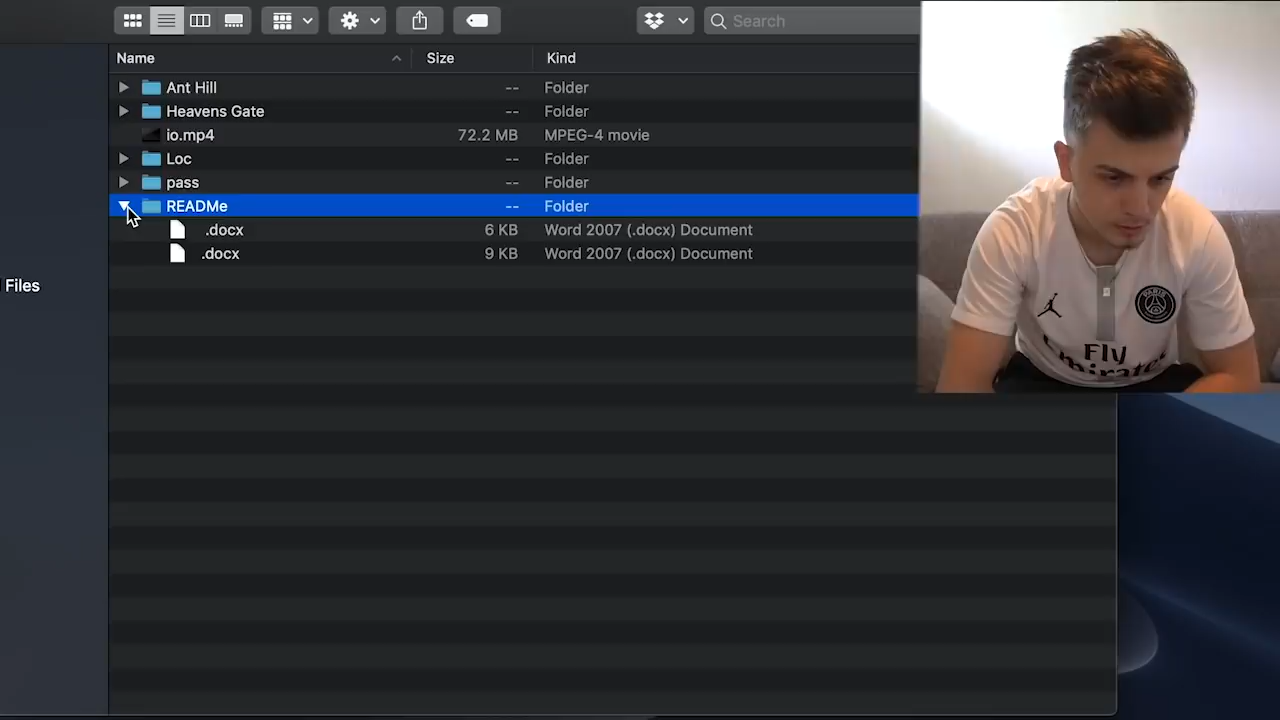 Search
Name Size Kind
Ant Hill -- Folder
Heavens Gate -- Folder
io.mp4 72.2 MB MPEG-4 movie
Loc -- Folder
pass -- Folder
READMe -- Folder
.docx 6 KB Word 2007 (.docx) Document
.docx 9 KB Word 2007 (.docx) Document
Files
PARIS
Fly
Emirates